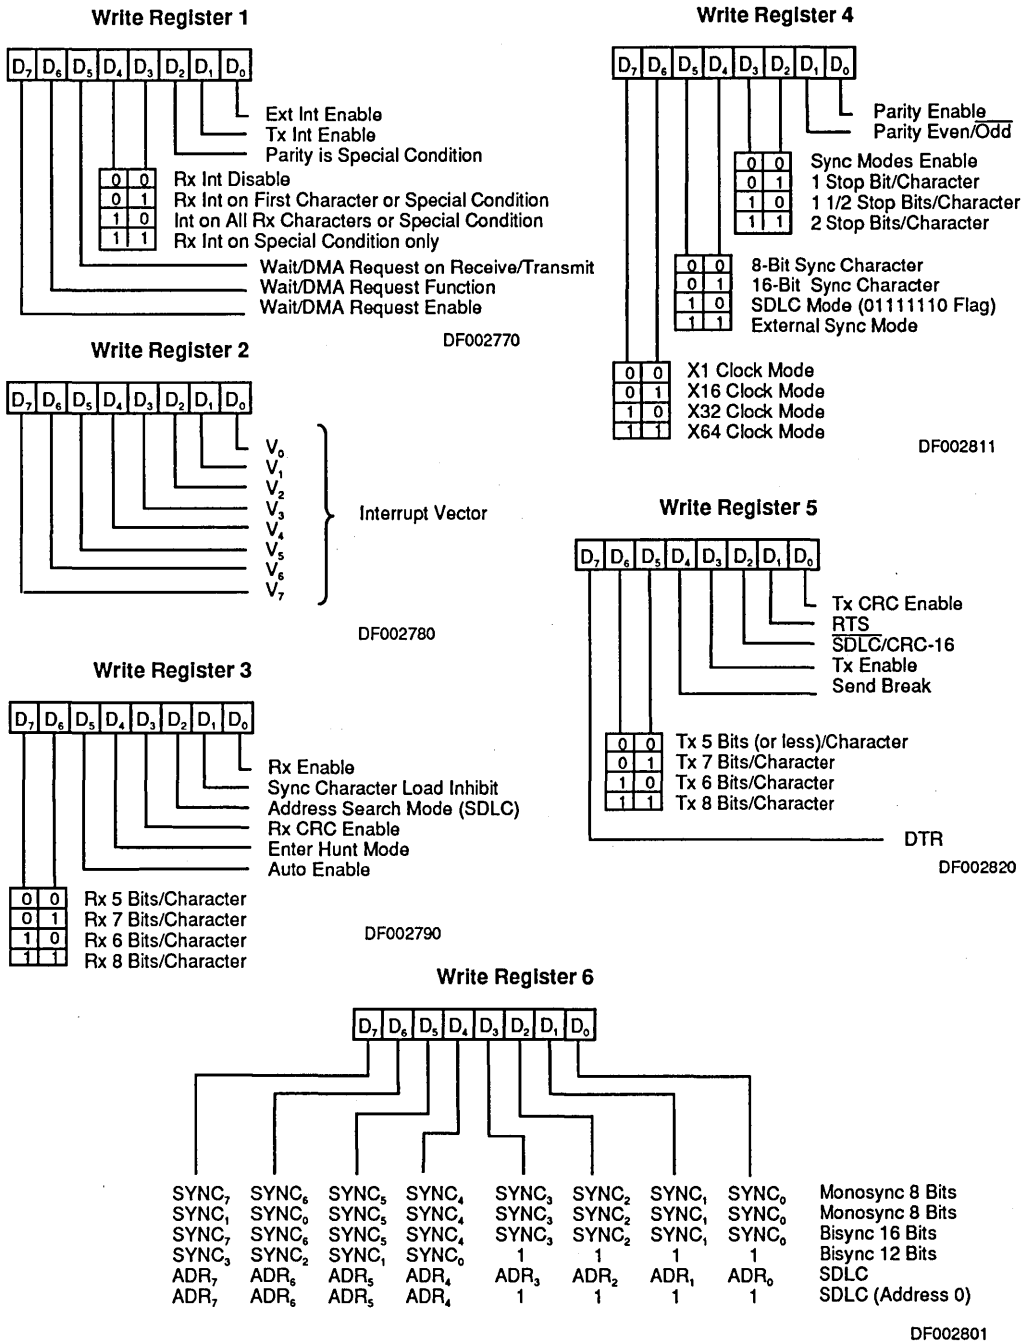 Write Register 1
D₇ D₆ D₅ D₄ D₃ D₂ D₁ D₀
Ext Int Enable
Tx Int Enable
Parity is Special Condition
0 0 Rx Int Disable
0 1 Rx Int on First Character or Special Condition
1 0 Int on All Rx Characters or Special Condition
1 1 Rx Int on Special Condition only
Wait/DMA Request on Receive/Transmit
Wait/DMA Request Function
Wait/DMA Request Enable
DF002770
Write Register 2
D₇ D₆ D₅ D₄ D₃ D₂ D₁ D₀
V₀
V₁
V₂
V₃
V₄
V₅
V₆
V₇
Interrupt Vector
DF002780
Write Register 3
D₇ D₆ D₅ D₄ D₃ D₂ D₁ D₀
Rx Enable
Sync Character Load Inhibit
Address Search Mode (SDLC)
Rx CRC Enable
Enter Hunt Mode
Auto Enable
0 0 Rx 5 Bits/Character
0 1 Rx 7 Bits/Character
1 0 Rx 6 Bits/Character
1 1 Rx 8 Bits/Character
DF002790
Write Register 4
D₇ D₆ D₅ D₄ D₃ D₂ D₁ D₀
Parity Enable
Parity Even/O̅d̅d̅
0 0 Sync Modes Enable
0 1 1 Stop Bit/Character
1 0 1 1/2 Stop Bits/Character
1 1 2 Stop Bits/Character
0 0 8-Bit Sync Character
0 1 16-Bit Sync Character
1 0 SDLC Mode (01111110 Flag)
1 1 External Sync Mode
0 0 X1 Clock Mode
0 1 X16 Clock Mode
1 0 X32 Clock Mode
1 1 X64 Clock Mode
DF002811
Write Register 5
D₇ D₆ D₅ D₄ D₃ D₂ D₁ D₀
Tx CRC Enable
RTS
S̅D̅L̅C̅/CRC-16
Tx Enable
Send Break
0 0 Tx 5 Bits (or less)/Character
0 1 Tx 7 Bits/Character
1 0 Tx 6 Bits/Character
1 1 Tx 8 Bits/Character
DTR
DF002820
Write Register 6
D₇ D₆ D₅ D₄ D₃ D₂ D₁ D₀
SYNC₇ SYNC₆ SYNC₅ SYNC₄ SYNC₃ SYNC₂ SYNC₁ SYNC₀ Monosync 8 Bits
SYNC₁ SYNC₀ SYNC₅ SYNC₄ SYNC₃ SYNC₂ SYNC₁ SYNC₀ Monosync 8 Bits
SYNC₇ SYNC₆ SYNC₅ SYNC₄ SYNC₃ SYNC₂ SYNC₁ SYNC₀ Bisync 16 Bits
SYNC₃ SYNC₂ SYNC₁ SYNC₀ 1 1 1 1 Bisync 12 Bits
ADR₇ ADR₆ ADR₅ ADR₄ ADR₃ ADR₂ ADR₁ ADR₀ SDLC
ADR₇ ADR₆ ADR₅ ADR₄ 1 1 1 1 SDLC (Address 0)
DF002801